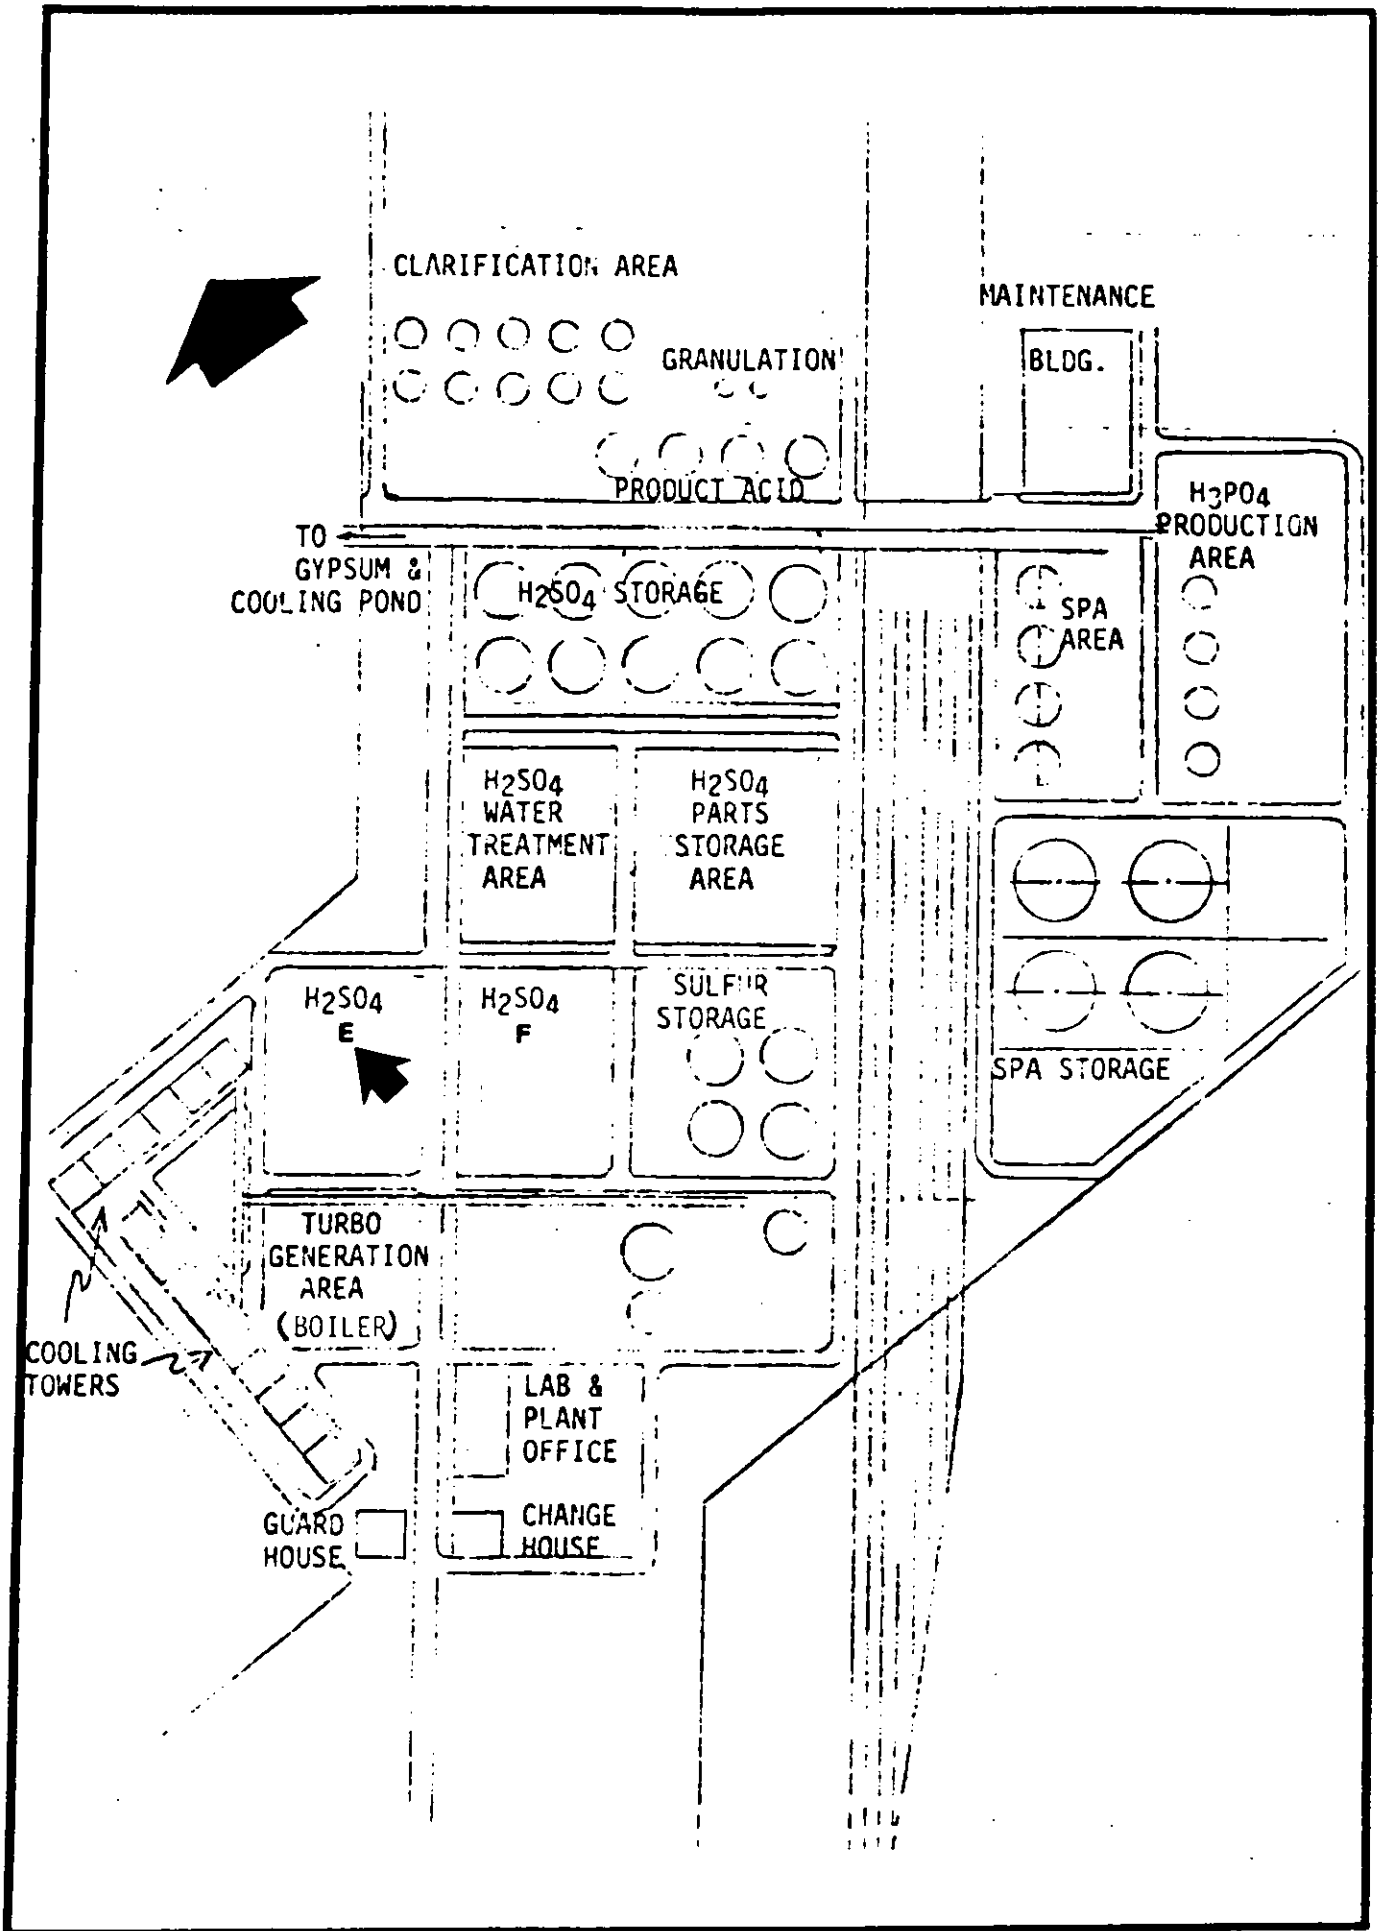 CLARIFICATION AREA
MAINTENANCE
BLDG.
GRANULATION
PRODUCT ACID
H3PO4
PRODUCTION
AREA
TO
GYPSUM &
COOLING POND
H2SO4 STORAGE
SPA
AREA
H2SO4
WATER
TREATMENT
AREA
H2SO4
PARTS
STORAGE
AREA
H2SO4
E
H2SO4
F
SULFUR
STORAGE
SPA STORAGE
TURBO
GENERATION
AREA
(BOILER)
COOLING
TOWERS
LAB &
PLANT
OFFICE
GUARD
HOUSE
CHANGE
HOUSE